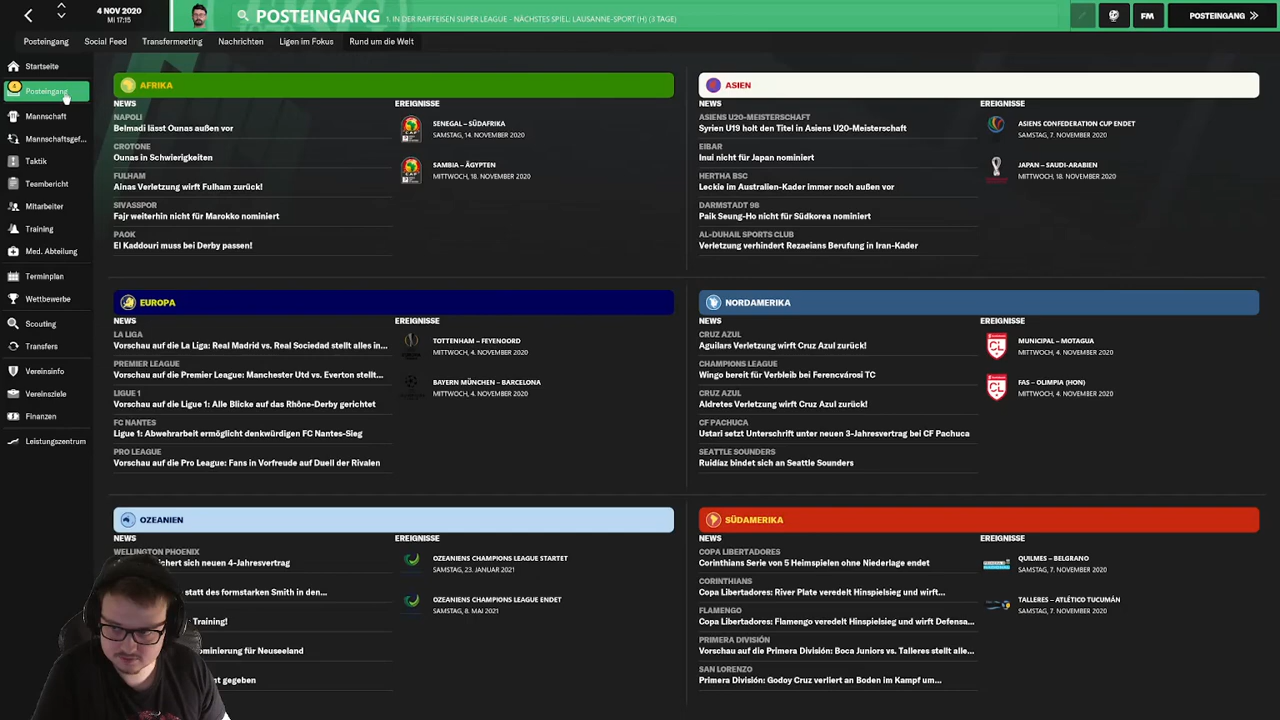 4 NOV 2020
MI 17:15
POSTEINGANG
1. IN DER RAIFFEISEN SUPER LEAGUE - NÄCHSTES SPIEL: LAUSANNE-SPORT (H) (3 TAGE)
FM
POSTEINGANG
Posteingang
Social Feed
Transfermeeting
Nachrichten
Ligen im Fokus
Rund um die Welt
Startseite
Posteingang
Mannschaft
Mannschaftsgef...
Taktik
Teambericht
Mitarbeiter
Training
Med. Abteilung
Terminplan
Wettbewerbe
Scouting
Transfers
Vereinsinfo
Vereinsziele
Finanzen
Leistungszentrum
AFRIKA
NEWS
NAPOLI
Belmadi lässt Ounas außen vor
CROTONE
Ounas in Schwierigkeiten
FULHAM
Ainas Verletzung wirft Fulham zurück!
SIVASSPOR
Fajr weiterhin nicht für Marokko nominiert
PAOK
El Kaddouri muss bei Derby passen!
EREIGNISSE
SENEGAL – SÜDAFRIKA
SAMSTAG, 14. NOVEMBER 2020
SAMBIA – ÄGYPTEN
MITTWOCH, 18. NOVEMBER 2020
ASIEN
NEWS
ASIENS U20-MEISTERSCHAFT
Syrien U19 holt den Titel in Asiens U20-Meisterschaft
EIBAR
Inui nicht für Japan nominiert
HERTHA BSC
Leckie im Australien-Kader immer noch außen vor
DARMSTADT 98
Paik Seung-Ho nicht für Südkorea nominiert
AL-DUHAIL SPORTS CLUB
Verletzung verhindert Rezaeians Berufung in Iran-Kader
EREIGNISSE
ASIENS CONFEDERATION CUP ENDET
SAMSTAG, 7. NOVEMBER 2020
JAPAN – SAUDI-ARABIEN
MITTWOCH, 18. NOVEMBER 2020
EUROPA
NEWS
LA LIGA
Vorschau auf die La Liga: Real Madrid vs. Real Sociedad stellt alles in...
PREMIER LEAGUE
Vorschau auf die Premier League: Manchester Utd vs. Everton stellt...
LIGUE 1
Vorschau auf die Ligue 1: Alle Blicke auf das Rhône-Derby gerichtet
FC NANTES
Ligue 1: Abwehrarbeit ermöglicht denkwürdigen FC Nantes-Sieg
PRO LEAGUE
Vorschau auf die Pro League: Fans in Vorfreude auf Duell der Rivalen
EREIGNISSE
TOTTENHAM – FEYENOORD
MITTWOCH, 4. NOVEMBER 2020
BAYERN MÜNCHEN – BARCELONA
MITTWOCH, 4. NOVEMBER 2020
NORDAMERIKA
NEWS
CRUZ AZUL
Aguilars Verletzung wirft Cruz Azul zurück!
CHAMPIONS LEAGUE
Wingo bereit für Verbleib bei Ferencvárosi TC
CRUZ AZUL
Aldretes Verletzung wirft Cruz Azul zurück!
CF PACHUCA
Ustari setzt Unterschrift unter neuen 3-Jahresvertrag bei CF Pachuca
SEATTLE SOUNDERS
Ruidíaz bindet sich an Seattle Sounders
EREIGNISSE
MUNICIPAL – MOTAGUA
MITTWOCH, 4. NOVEMBER 2020
FAS – OLIMPIA (HON)
MITTWOCH, 4. NOVEMBER 2020
OZEANIEN
NEWS
WELLINGTON PHOENIX
sichert sich neuen 4-Jahresvertrag
statt des formstarken Smith in den...
Training!
Nominierung für Neuseeland
gegeben
EREIGNISSE
OZEANIENS CHAMPIONS LEAGUE STARTET
SAMSTAG, 23. JANUAR 2021
OZEANIENS CHAMPIONS LEAGUE ENDET
SAMSTAG, 8. MAI 2021
SÜDAMERIKA
NEWS
COPA LIBERTADORES
Corinthians Serie von 5 Heimspielen ohne Niederlage endet
CORINTHIANS
Copa Libertadores: River Plate veredelt Hinspielsieg und wirft...
FLAMENGO
Copa Libertadores: Flamengo veredelt Hinspielsieg und wirft Defensa...
PRIMERA DIVISIÓN
Vorschau auf die Primera División: Boca Juniors vs. Talleres stellt alle...
SAN LORENZO
Primera División: Godoy Cruz verliert an Boden im Kampf um...
EREIGNISSE
QUILMES – BELGRANO
SAMSTAG, 7. NOVEMBER 2020
TALLERES – ATLÉTICO TUCUMÁN
SAMSTAG, 7. NOVEMBER 2020